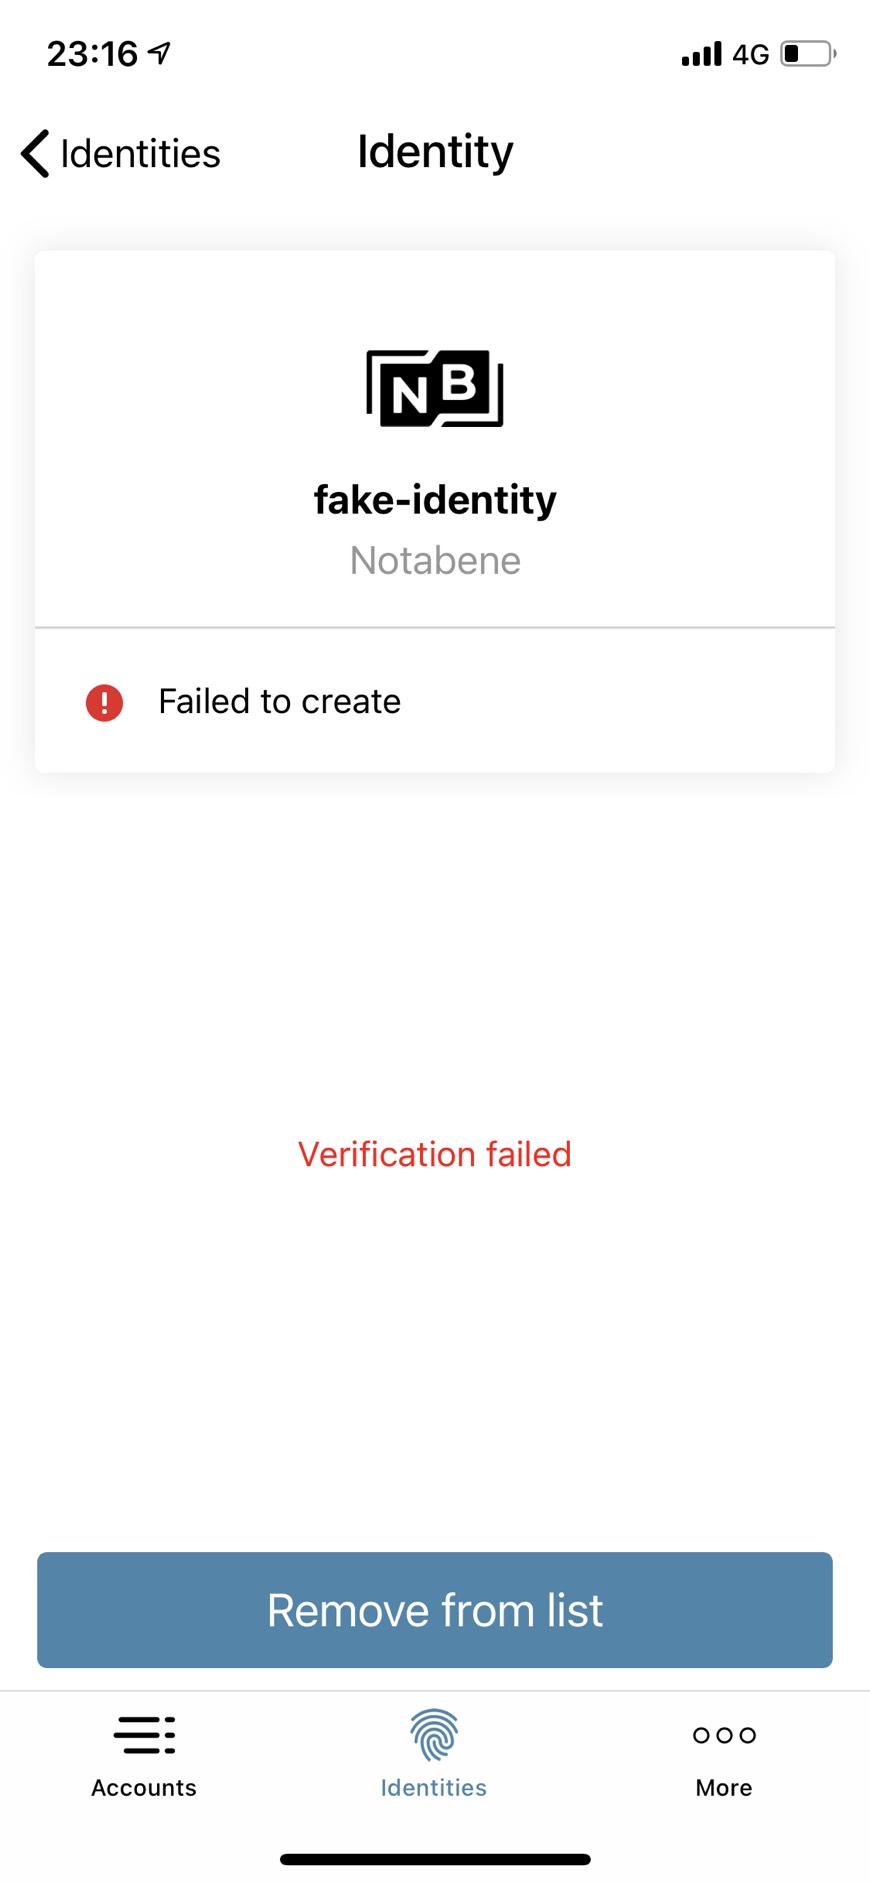 23:16
4G
Identities
Identity
NB
fake-identity
Notabene
Failed to create
Verification failed
Remove from list
Accounts
Identities
More